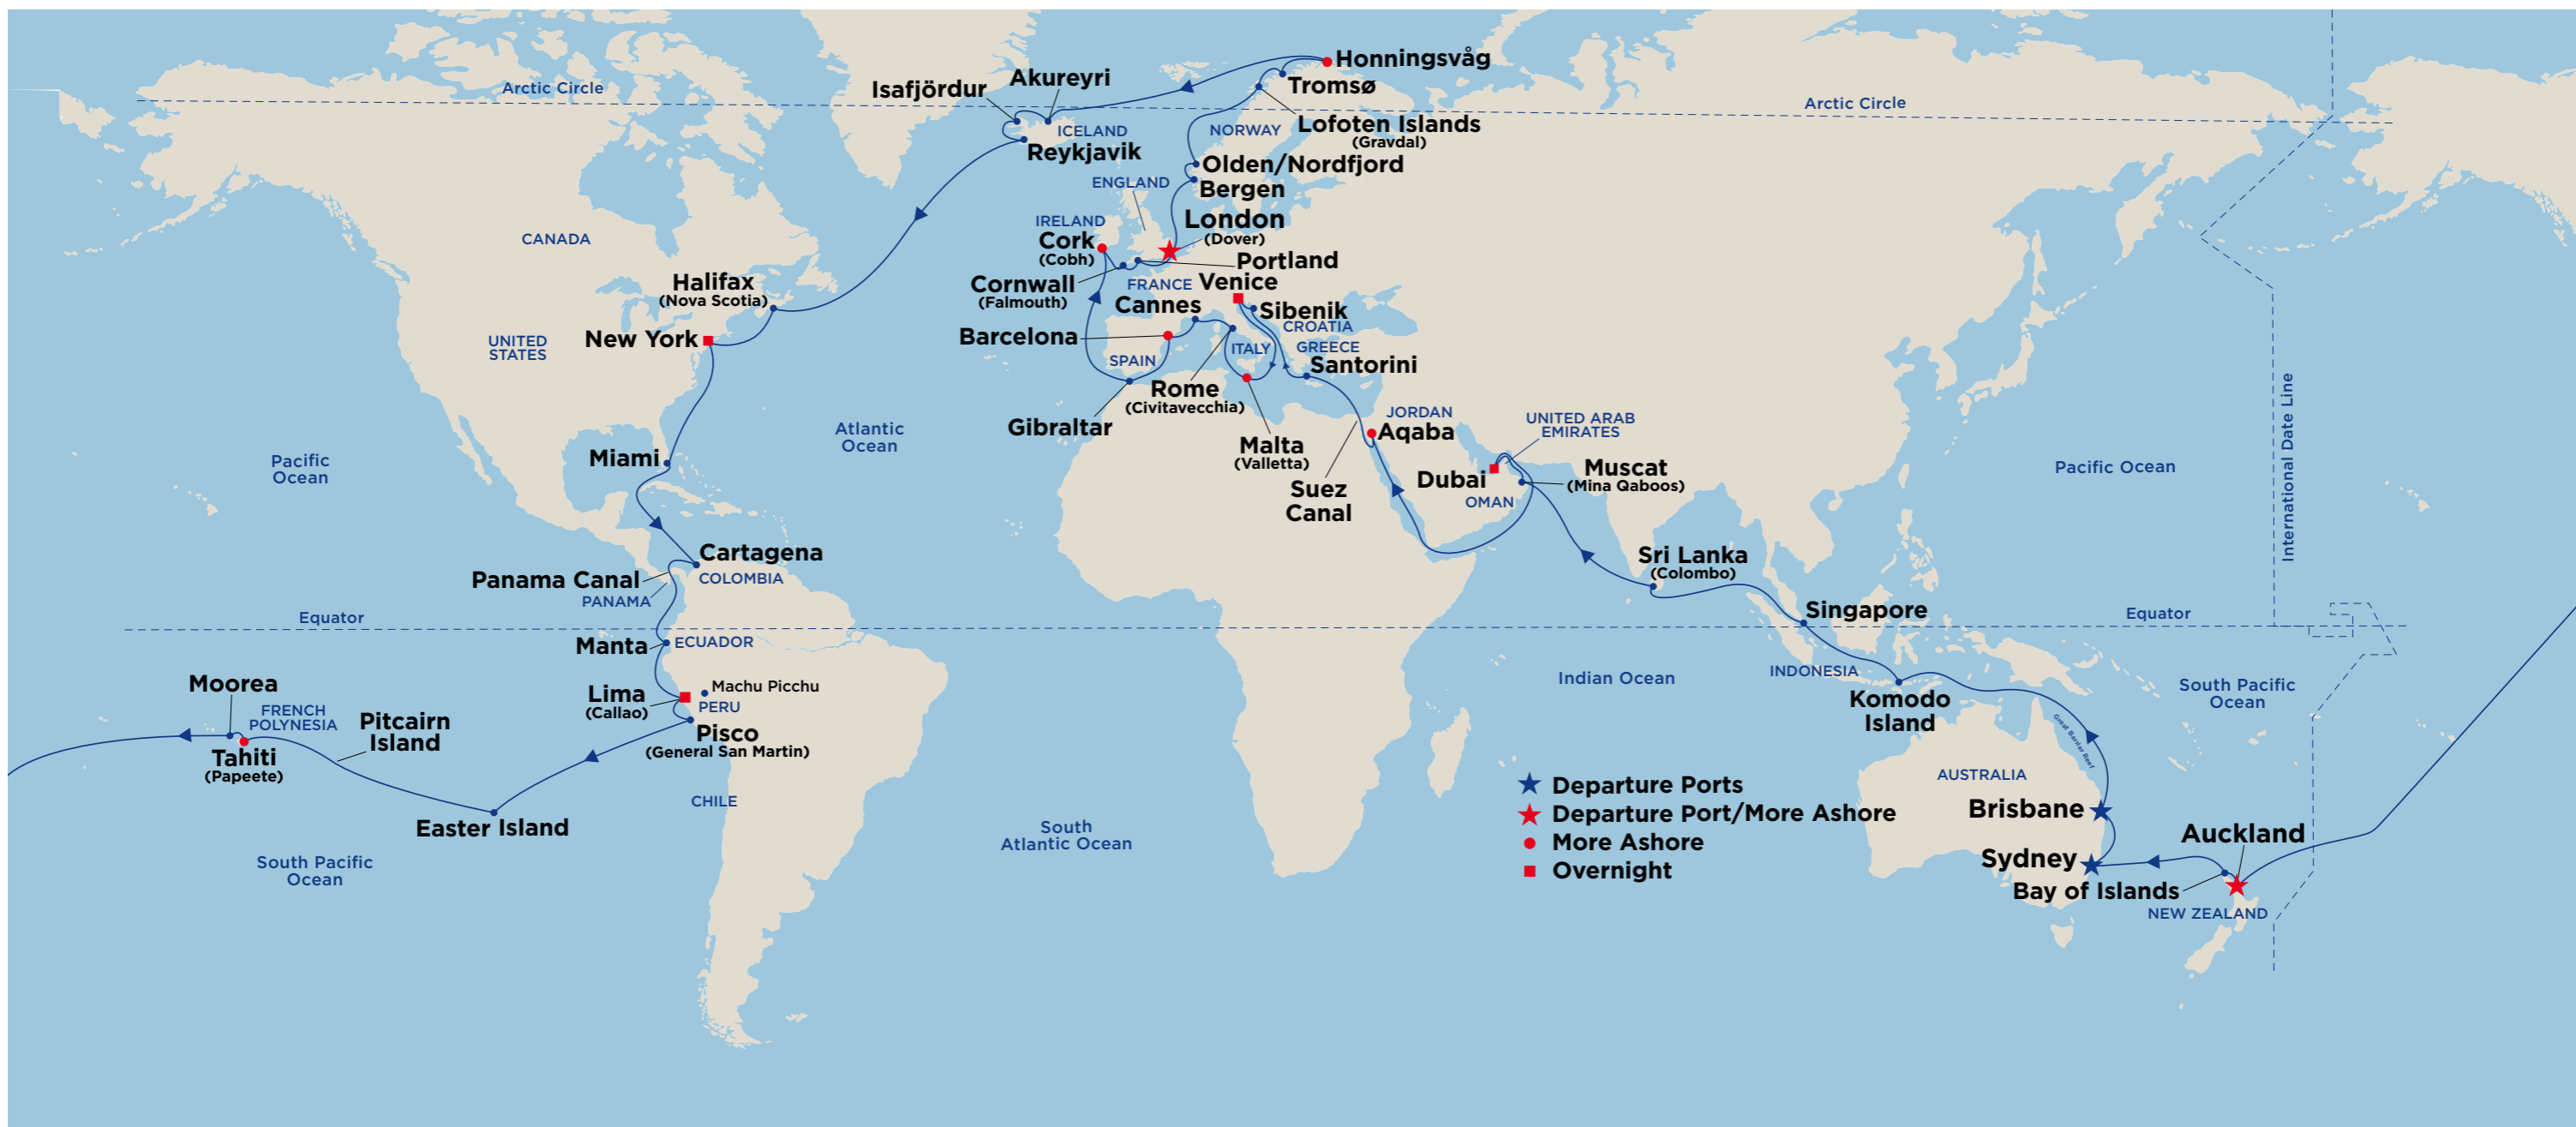 Arctic Circle
Isafjördur
Akureyri
Honningsvåg
Tromsø
Arctic Circle
ICELAND
Reykjavik
NORWAY
Lofoten Islands
(Gravdal)
Olden/Nordfjord
Bergen
ENGLAND
IRELAND
Cork
(Cobh)
London
(Dover)
Portland
Cornwall
(Falmouth)
FRANCE
Venice
Cannes
Sibenik
CROATIA
Barcelona
SPAIN
ITALY
GREECE
Santorini
Rome
(Civitavecchia)
Gibraltar
Malta
(Valletta)
CANADA
Halifax
(Nova Scotia)
UNITED
STATES
New York
Miami
Atlantic
Ocean
Pacific
Ocean
Suez
Canal
JORDAN
Aqaba
UNITED ARAB
EMIRATES
Dubai
Muscat
(Mina Qaboos)
OMAN
Pacific Ocean
International Date Line
Cartagena
COLOMBIA
Panama Canal
PANAMA
Sri Lanka
(Colombo)
Singapore
Equator
Equator
Manta
ECUADOR
Machu Picchu
Lima
(Callao)
PERU
Pisco
(General San Martin)
Moorea
FRENCH
POLYNESIA
Pitcairn
Island
Tahiti
(Papeete)
Easter Island
CHILE
South Pacific
Ocean
South
Atlantic Ocean
Indian Ocean
INDONESIA
Komodo
Island
South Pacific
Ocean
Great Barrier Reef
AUSTRALIA
Brisbane
Sydney
Auckland
Bay of Islands
NEW ZEALAND
Departure Ports
Departure Port/More Ashore
More Ashore
Overnight